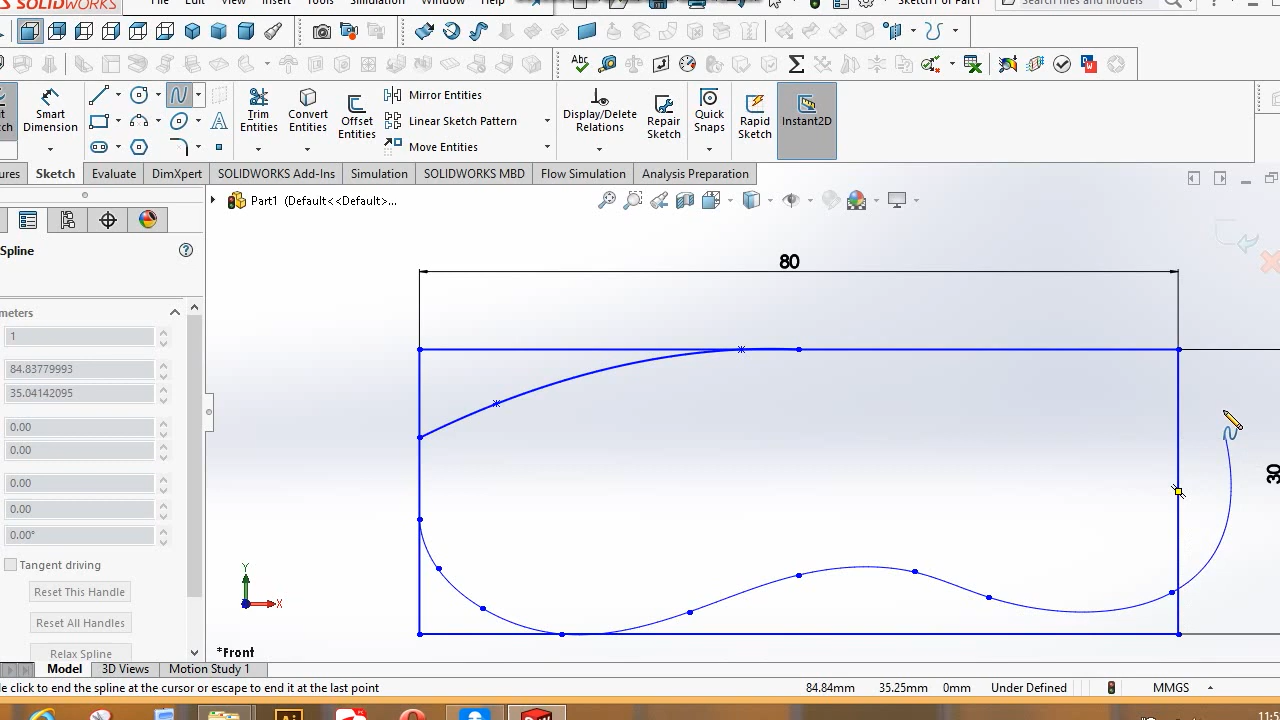 SOLIDWORKS
File Edit View Insert Tools Simulation Window Help Sketch1 of Part1 Search files and models
Smart Dimension
Trim Entities
Convert Entities
Offset Entities
Mirror Entities
Linear Sketch Pattern
Move Entities
Display/Delete Relations
Repair Sketch
Quick Snaps
Rapid Sketch
Instant2D
Sketch Evaluate DimXpert SOLIDWORKS Add-Ins Simulation SOLIDWORKS MBD Flow Simulation Analysis Preparation
Part1 (Default<<Default>...
Spline
meters
1
84.83779993
35.04142095
0.00
0.00
0.00
0.00
0.00°
Tangent driving
Reset This Handle
Reset All Handles
Relax Spline
80
30
Y
X
*Front
Model 3D Views Motion Study 1
click to end the spline at the cursor or escape to end it at the last point 84.84mm 35.25mm 0mm Under Defined MMGS
Ai